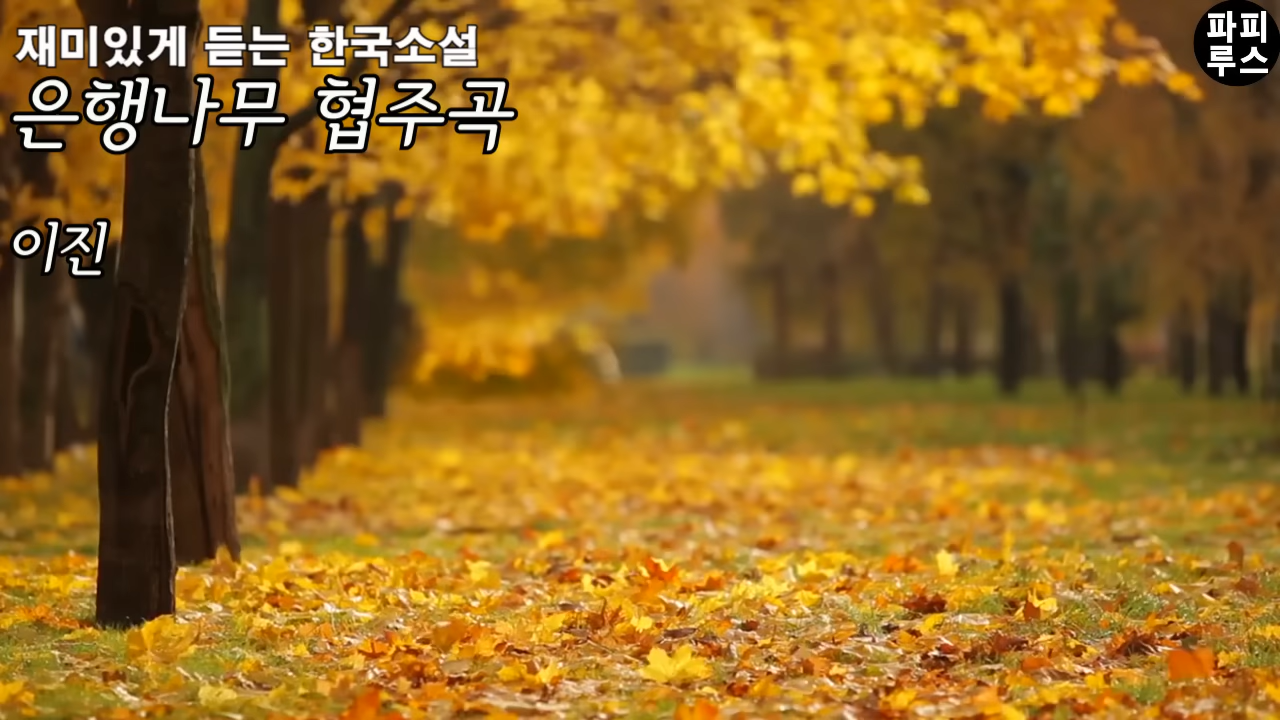 재미있게 듣는 한국소설
은행나무 협주곡
이진
파피
루스